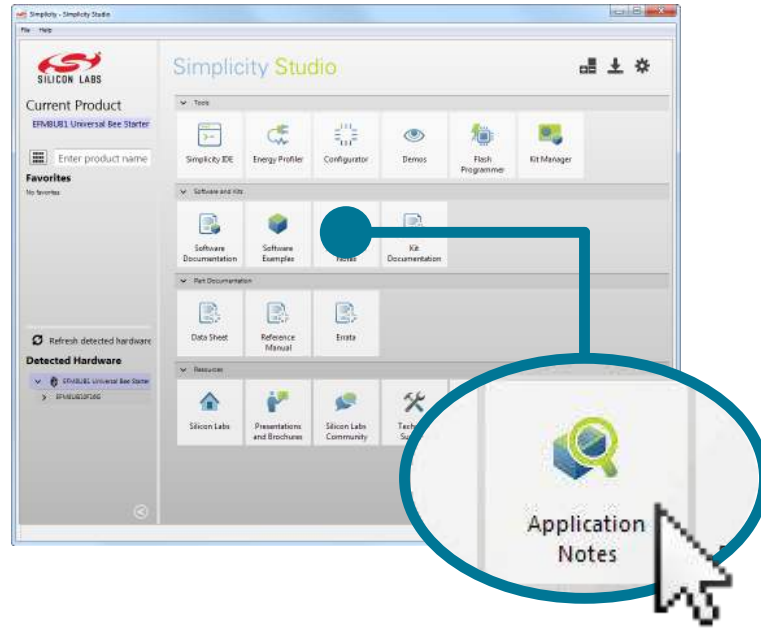 Simplicity - Simplicity Studio
File Help
SILICON LABS
Simplicity Studio
Current Product
EFM8UB1 Universal Bee Starter
Enter product name
Favorites
No favorites
Tools
Simplicity IDE
Energy Profiler
Configurator
Demos
Flash
Programmer
Kit Manager
Software and Kits
Software
Documentation
Software
Examples
Notes
Kit
Documentation
Part Documentation
Data Sheet
Reference
Manual
Errata
Refresh detected hardware
Detected Hardware
EFM8UB1 Universal Bee Starter
Resources
Silicon Labs
Presentations
and Brochures
Silicon Labs
Community
Application
Notes